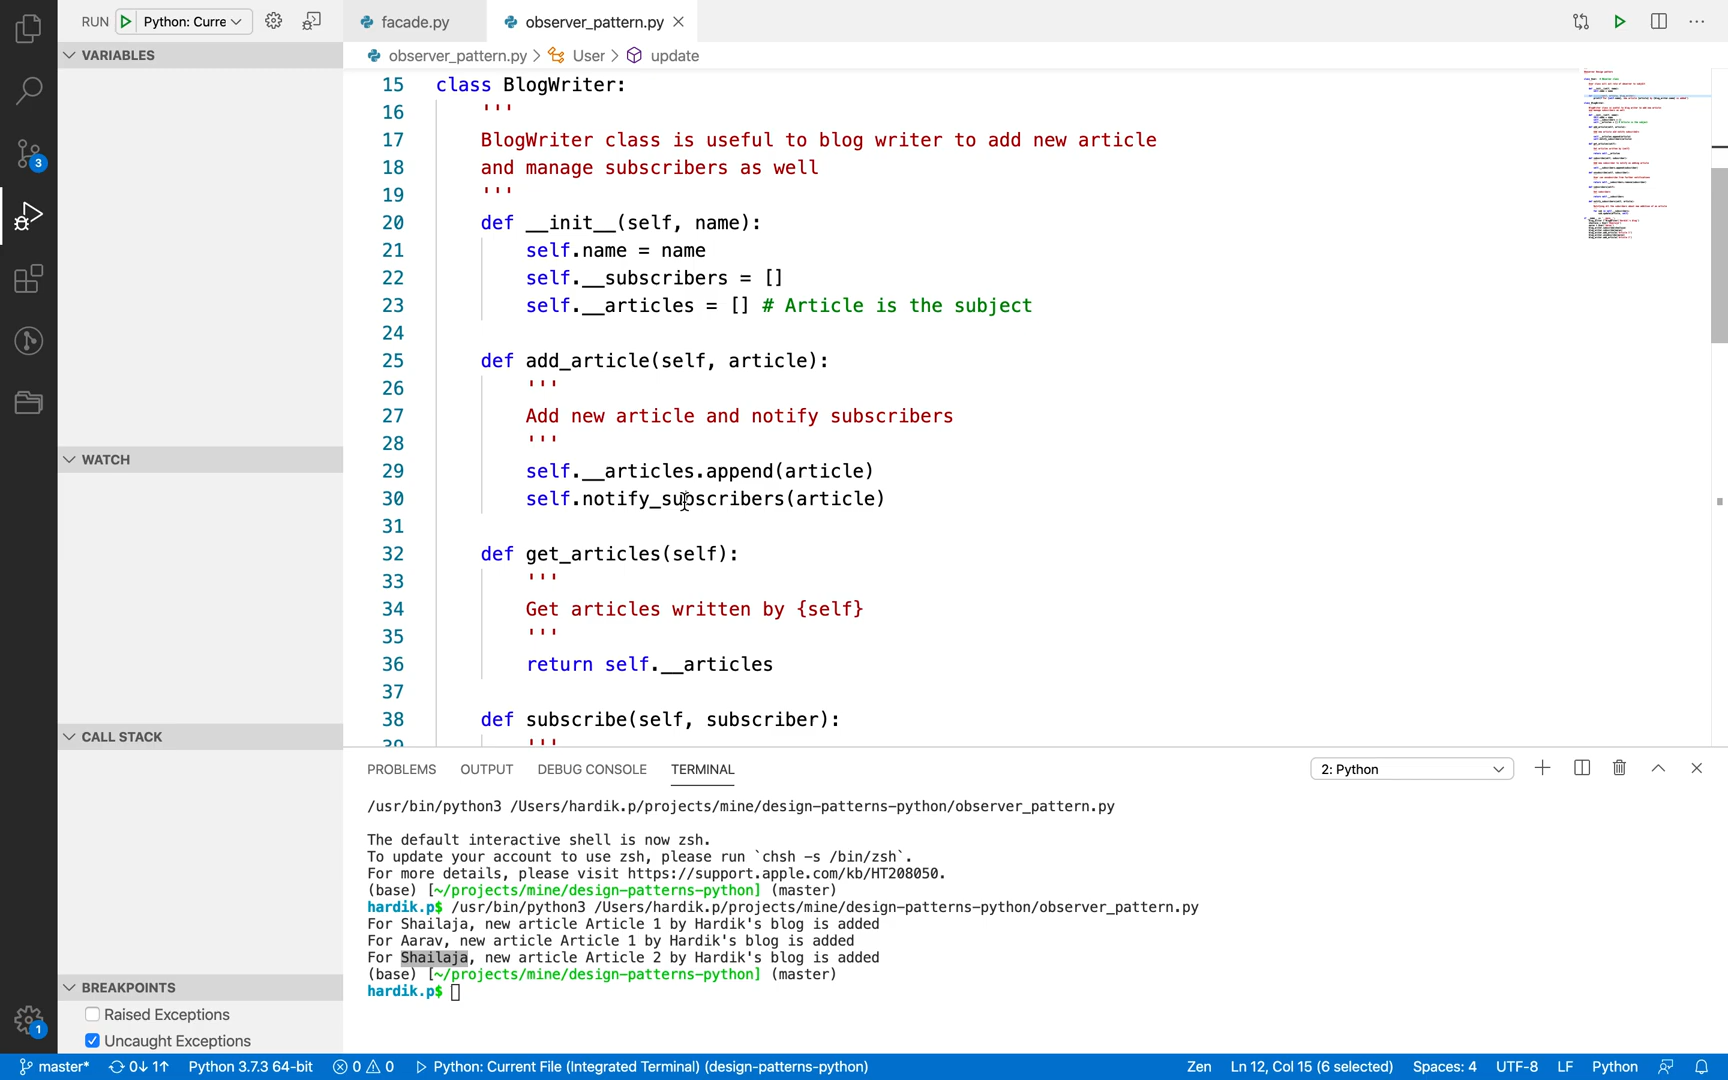 RUN Python: Curre
facade.py
observer_pattern.py
VARIABLES
observer_pattern.py > User > update
15 class BlogWriter:
16 '''
17 BlogWriter class is useful to blog writer to add new article
18 and manage subscribers as well
19 '''
20 def __init__(self, name):
21 self.name = name
22 self.__subscribers = []
23 self.__articles = [] # Article is the subject
24
25 def add_article(self, article):
26 '''
27 Add new article and notify subscribers
28 '''
29 self.__articles.append(article)
30 self.notify_subscribers(article)
31
32 def get_articles(self):
33 '''
34 Get articles written by {self}
35 '''
36 return self.__articles
37
38 def subscribe(self, subscriber):
39 '''
3
WATCH
CALL STACK
BREAKPOINTS
Raised Exceptions
Uncaught Exceptions
1
PROBLEMS OUTPUT DEBUG CONSOLE TERMINAL 2: Python
/usr/bin/python3 /Users/hardik.p/projects/mine/design-patterns-python/observer_pattern.py
The default interactive shell is now zsh.
To update your account to use zsh, please run `chsh -s /bin/zsh`.
For more details, please visit https://support.apple.com/kb/HT208050.
(base) [~/projects/mine/design-patterns-python] (master)
hardik.p$ /usr/bin/python3 /Users/hardik.p/projects/mine/design-patterns-python/observer_pattern.py
For Shailaja, new article Article 1 by Hardik's blog is added
For Aarav, new article Article 1 by Hardik's blog is added
For Shailaja, new article Article 2 by Hardik's blog is added
(base) [~/projects/mine/design-patterns-python] (master)
hardik.p$
master* 0↓ 1↑ Python 3.7.3 64-bit 0 0 Python: Current File (Integrated Terminal) (design-patterns-python) Zen Ln 12, Col 15 (6 selected) Spaces: 4 UTF-8 LF Python